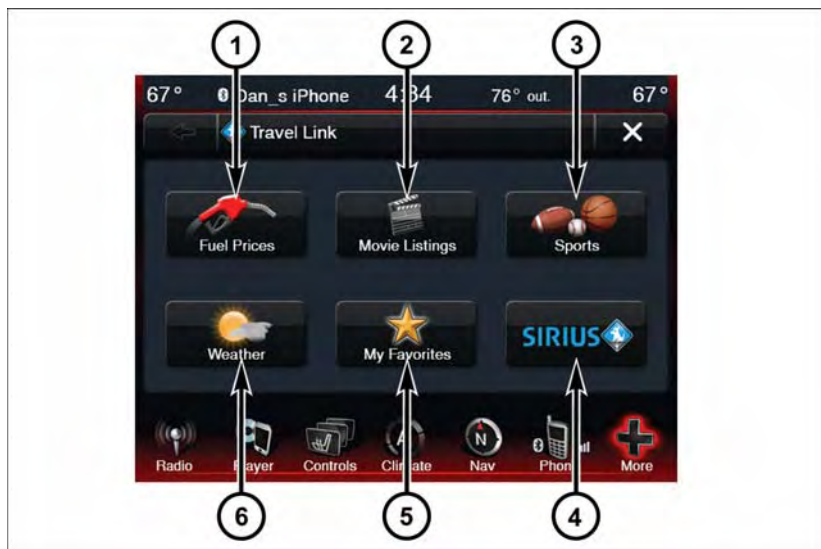 1 2 3
67° Dan_s iPhone 4:34 76° out. 67°
Travel Link
Fuel Prices Movie Listings Sports
Weather My Favorites SIRIUS
Radio Player Controls Climate N Nav Phone More
6 5 4